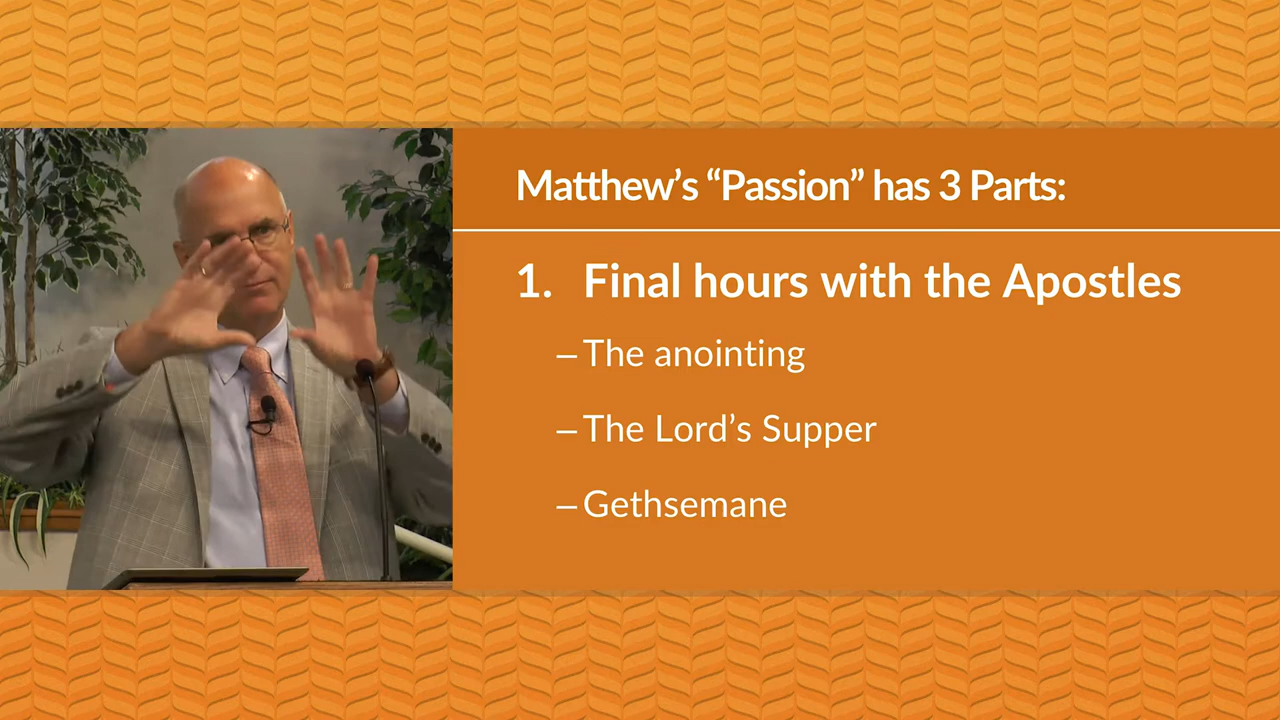 Matthew’s “Passion” has 3 Parts:
1. Final hours with the Apostles
– The anointing
– The Lord’s Supper
– Gethsemane